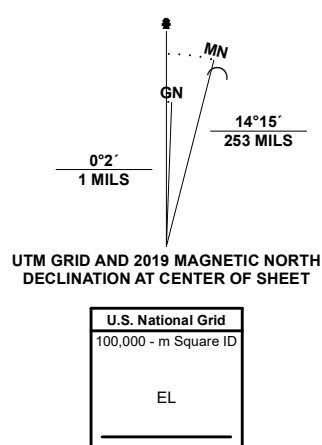 MN
GN
14°15´
253 MILS
0°2´
1 MILS
UTM GRID AND 2019 MAGNETIC NORTH
DECLINATION AT CENTER OF SHEET
U.S. National Grid
100,000 - m Square ID
EL